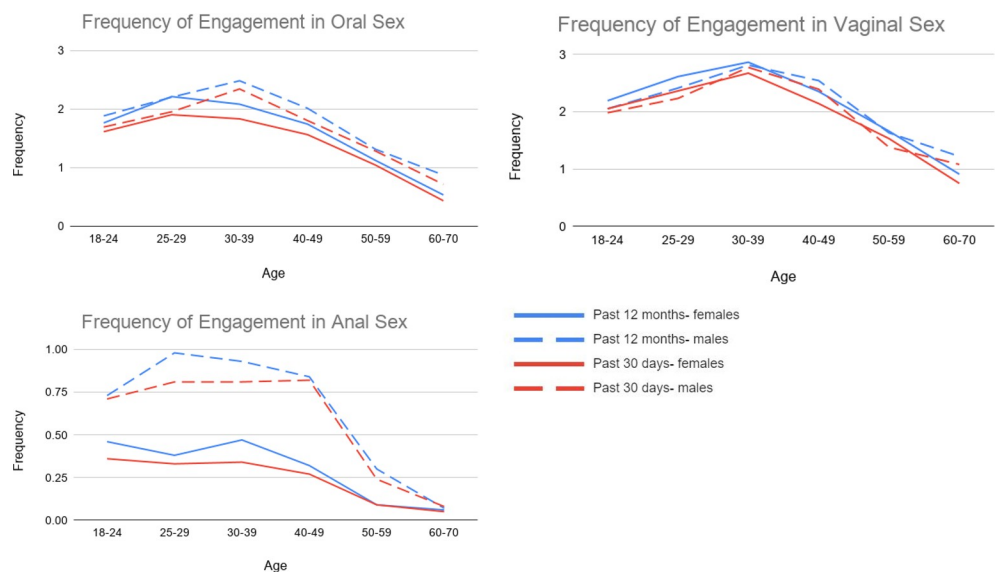 Frequency of Engagement in Oral Sex
3
2
1
0
Frequency
18-24 25-29 30-39 40-49 50-59 60-70
Age
Frequency of Engagement in Vaginal Sex
3
2
1
0
Frequency
18-24 25-29 30-39 40-49 50-59 60-70
Age
Frequency of Engagement in Anal Sex
1.00
0.75
0.50
0.25
0.00
Frequency
18-24 25-29 30-39 40-49 50-59 60-70
Age
Past 12 months- females
Past 12 months- males
Past 30 days- females
Past 30 days- males